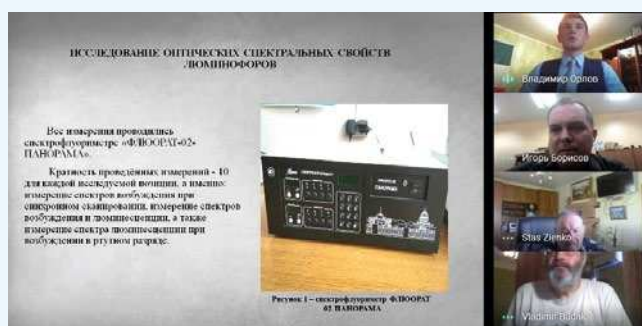 ИССЛЕДОВАНИЕ ОПТИЧЕСКИХ СПЕКТРАЛЬНЫХ СВОЙСТВ
ЛЮМИНОФОРОВ
Все измерения проводились
спектрофлуориметре «ФЛЮОРАТ-02-
ПАНОРАМА».
Кратность проведённых измерений - 10
для каждой исследуемой позиции, а именно:
измерение спектров возбуждения при
синхронном сканировании, измерение спектров
возбуждения и люминесценции, а также
измерение спектра люминесценции при
возбуждении в ртутном разряде.
Рисунок 1 – спектрофлуориметр ФЛЮОРАТ
02 ПАНОРАМА
Владимир Орлов
Игорь Борисов
Stas Zienko
Vladimir Budak